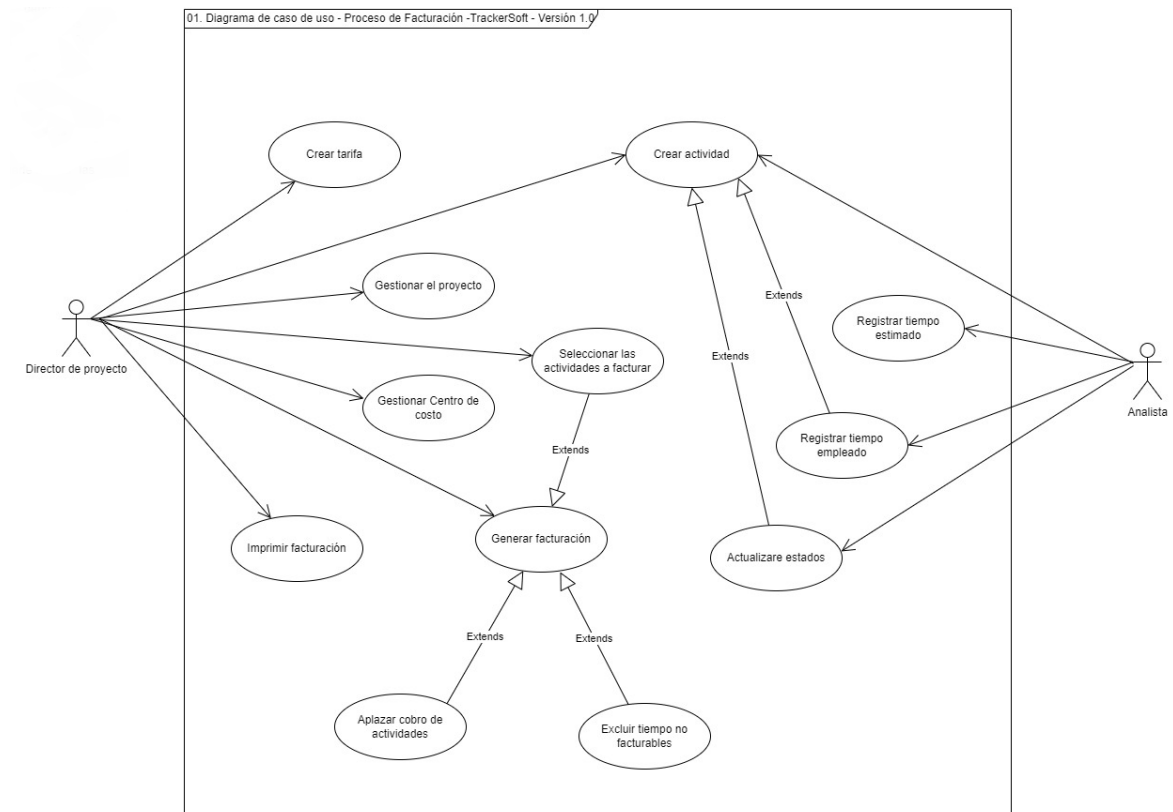 01. Diagrama de caso de uso - Proceso de Facturación -TrackerSoft - Versión 1.0
Crear tarifa
Crear actividad
Gestionar el proyecto
Extends
Registrar tiempo
estimado
Director de proyecto
Seleccionar las
actividades a facturar
Extends
Analista
Gestionar Centro de
costo
Extends
Registrar tiempo
empleado
Imprimir facturación
Generar facturación
Actualizare estados
Extends
Extends
Aplazar cobro de
actividades
Excluir tiempo no
facturables